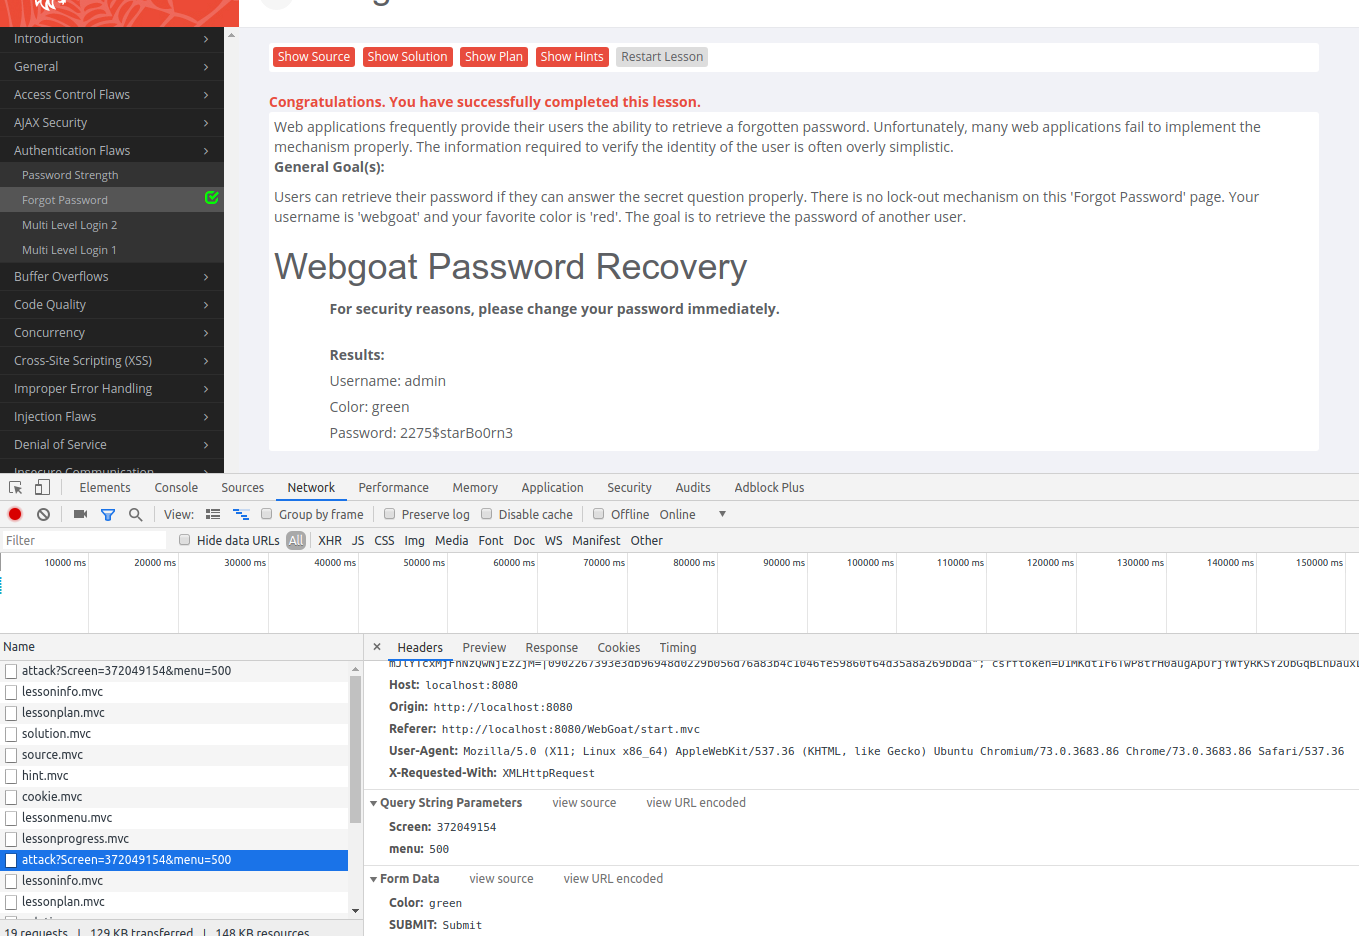 Introduction
General
Access Control Flaws
AJAX Security
Authentication Flaws
Password Strength
Forgot Password
Multi Level Login 2
Multi Level Login 1
Buffer Overflows
Code Quality
Concurrency
Cross-Site Scripting (XSS)
Improper Error Handling
Injection Flaws
Denial of Service
Insecure Communication
Show Source Show Solution Show Plan Show Hints Restart Lesson
Congratulations. You have successfully completed this lesson.
Web applications frequently provide their users the ability to retrieve a forgotten password. Unfortunately, many web applications fail to implement the
mechanism properly. The information required to verify the identity of the user is often overly simplistic.
General Goal(s):
Users can retrieve their password if they can answer the secret question properly. There is no lock-out mechanism on this 'Forgot Password' page. Your
username is 'webgoat' and your favorite color is 'red'. The goal is to retrieve the password of another user.
Webgoat Password Recovery
For security reasons, please change your password immediately.
Results:
Username: admin
Color: green
Password: 2275$starBo0rn3
Elements Console Sources Network Performance Memory Application Security Audits Adblock Plus
View: Group by frame Preserve log Disable cache Offline Online
Filter Hide data URLs All XHR JS CSS Img Media Font Doc WS Manifest Other
10000 ms 20000 ms 30000 ms 40000 ms 50000 ms 60000 ms 70000 ms 80000 ms 90000 ms 100000 ms 110000 ms 120000 ms 130000 ms 140000 ms 150000 ms
Name
attack?Screen=372049154&menu=500
lessoninfo.mvc
lessonplan.mvc
solution.mvc
source.mvc
hint.mvc
cookie.mvc
lessonmenu.mvc
lessonprogress.mvc
attack?Screen=372049154&menu=500
lessoninfo.mvc
lessonplan.mvc
19 requests | 129 KB transferred | 148 KB resources
× Headers Preview Response Cookies Timing
Host: localhost:8080
Origin: http://localhost:8080
Referer: http://localhost:8080/WebGoat/start.mvc
User-Agent: Mozilla/5.0 (X11; Linux x86_64) AppleWebKit/537.36 (KHTML, like Gecko) Ubuntu Chromium/73.0.3683.86 Chrome/73.0.3683.86 Safari/537.36
X-Requested-With: XMLHttpRequest
Query String Parameters view source view URL encoded
Screen: 372049154
menu: 500
Form Data view source view URL encoded
Color: green
SUBMIT: Submit